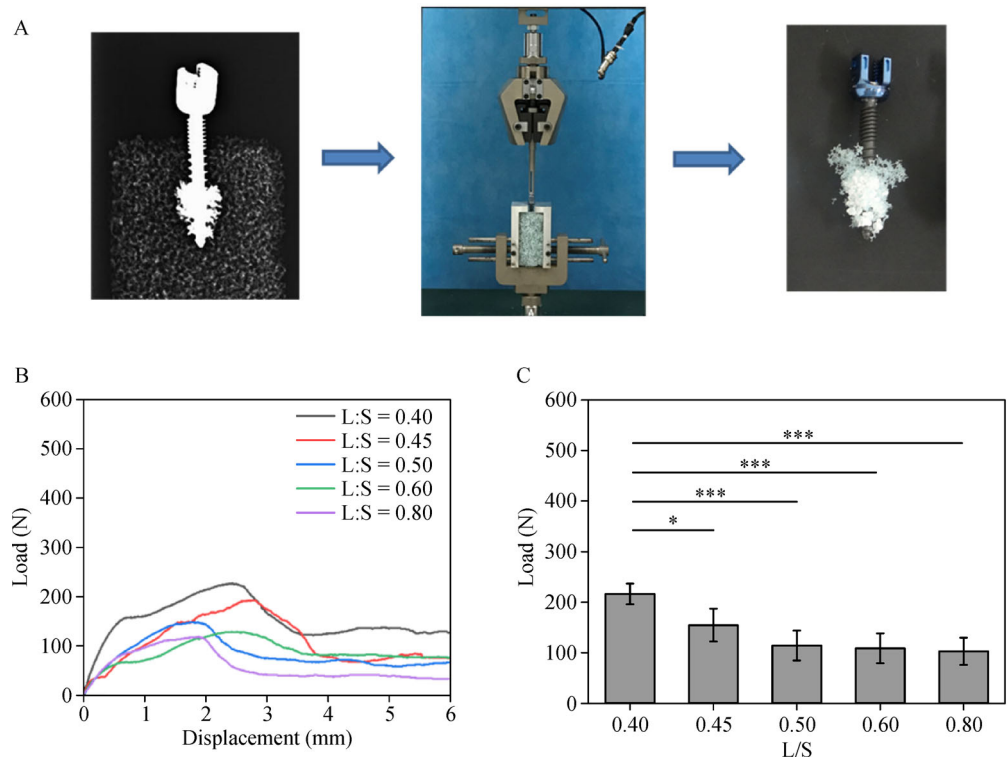 A
B
600
500
400
300
200
100
0
Load (N)
0
1
2
3
4
5
6
Displacement (mm)
L:S = 0.40
L:S = 0.45
L:S = 0.50
L:S = 0.60
L:S = 0.80
C
600
500
400
300
200
100
0
Load (N)
***
***
***
*
0.40
0.45
0.50
0.60
0.80
L/S